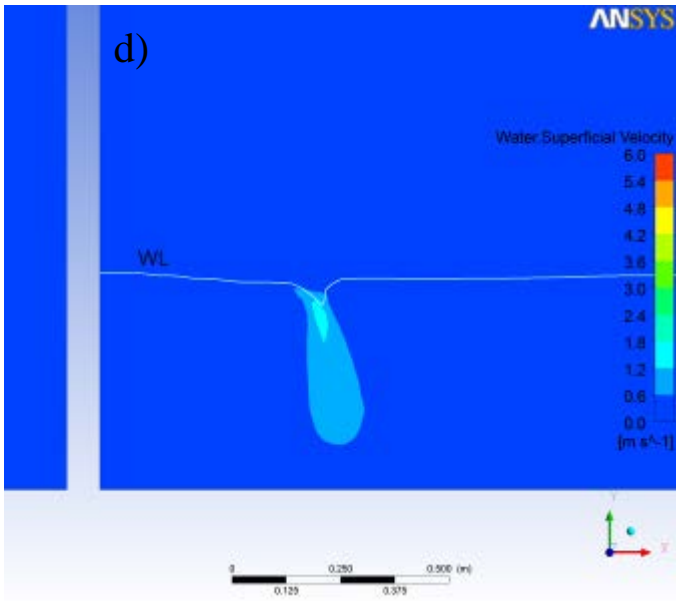 d)
ANSYS
Water.Superficial Velocity
6.0
5.4
4.8
4.2
3.6
3.0
2.4
1.8
1.2
0.6
0.0
[m s^-1]
WL
Y
X
0 0.250 0.500 (m)
0.125 0.375